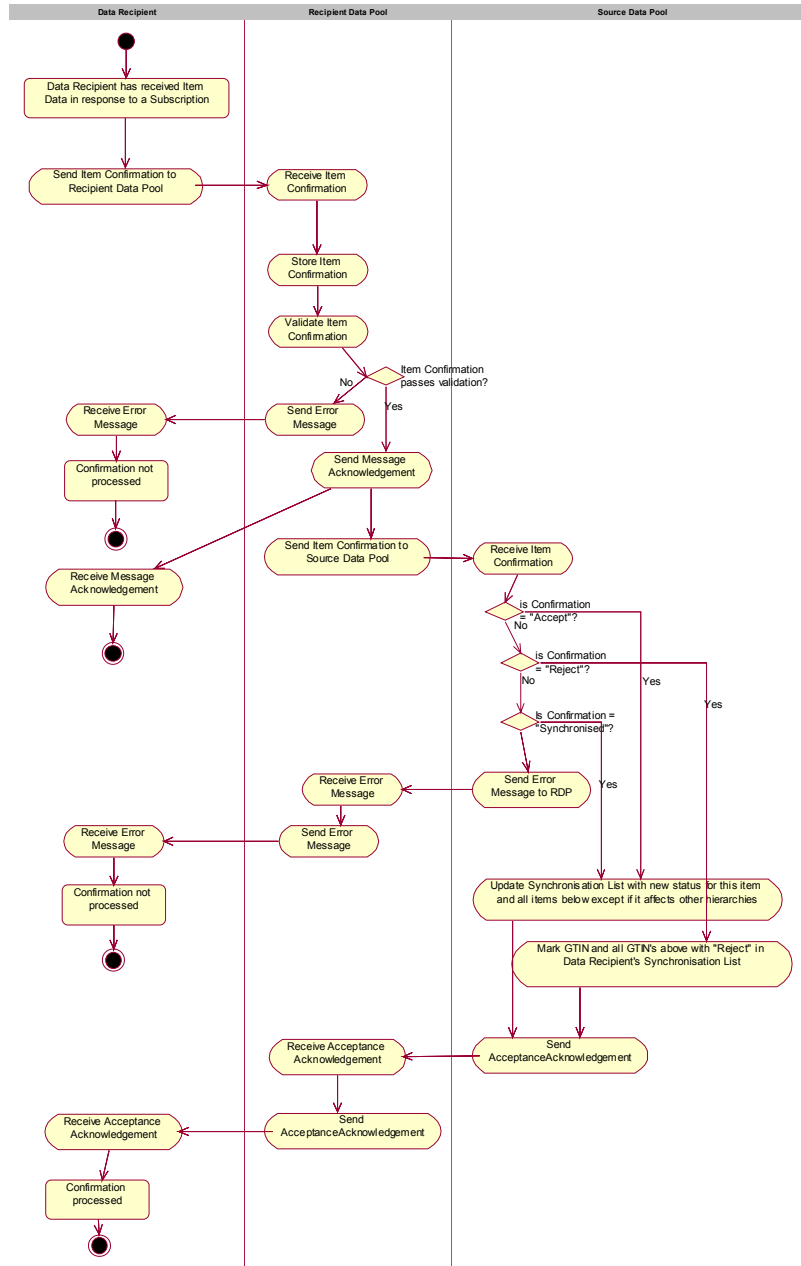 Data Recipient
Recipient Data Pool
Source Data Pool
Data Recipient has received Item
Data in response to a Subscription
Send Item Confirmation to
Recipient Data Pool
Receive Item
Confirmation
Store Item
Confirmation
Validate Item
Confirmation
Item Confirmation
passes validation?
No
Yes
Receive Error
Message
Send Error
Message
Confirmation not
processed
Send Message
Acknowledgement
Send Item Confirmation to
Source Data Pool
Receive Item
Confirmation
Receive Message
Acknowledgement
is Confirmation
= "Accept"?
No
is Confirmation
= "Reject"?
No
Yes
Yes
Is Confirmation =
"Synchronised"?
Yes
Send Error
Message to RDP
Receive Error
Message
Send Error
Message
Receive Error
Message
Confirmation not
processed
Update Synchronisation List with new status for this item
and all items below except if it affects other hierarchies
Mark GTIN and all GTIN's above with "Reject" in
Data Recipient's Synchronisation List
Send
AcceptanceAcknowledgement
Receive Acceptance
Acknowledgement
Send
AcceptanceAcknowledgement
Receive Acceptance
Acknowledgement
Confirmation
processed